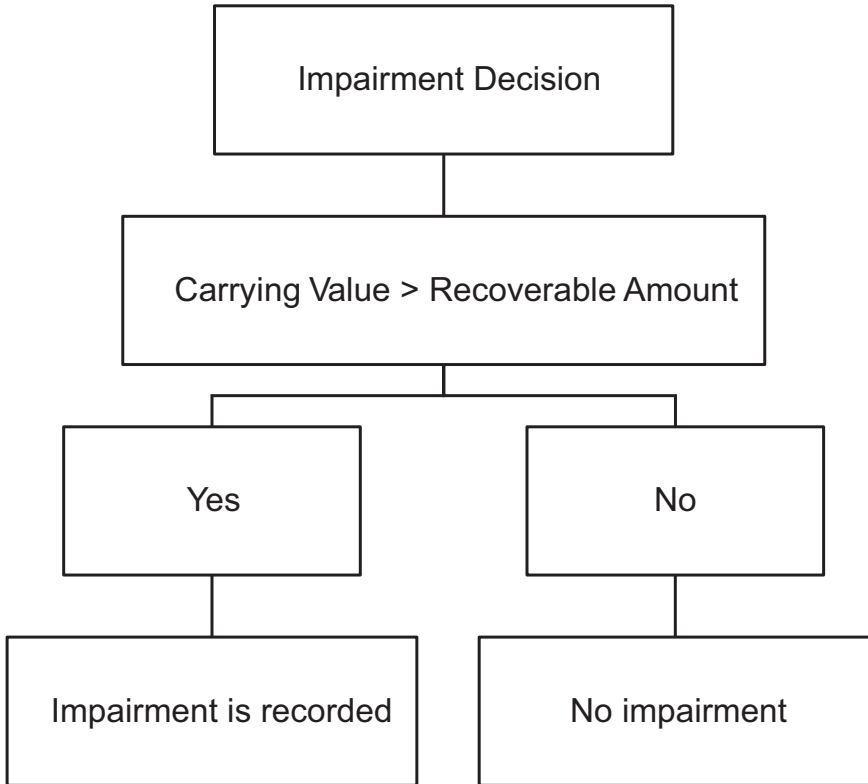 Impairment Decision
Carrying Value > Recoverable Amount
Yes
No
Impairment is recorded
No impairment